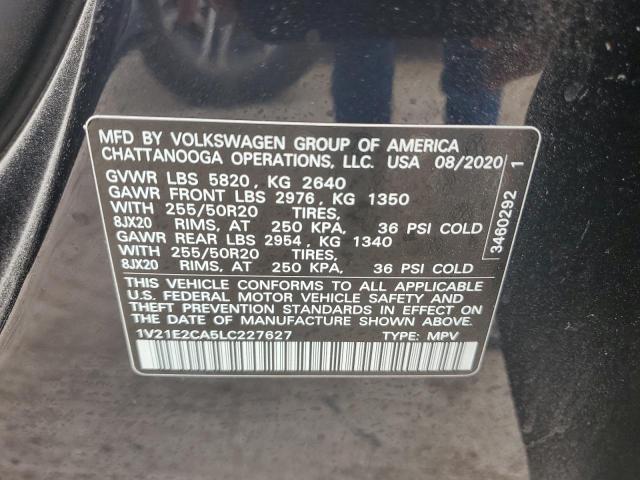 MFD BY VOLKSWAGEN GROUP OF AMERICA
CHATTANOOGA OPERATIONS, LLC. USA 08/2020
GVWR LBS 5820, KG 2640
GAWR FRONT LBS 2976, KG 1350
WITH 255/50R20 TIRES,
8JX20 RIMS, AT 250 KPA, 36 PSI COLD
GAWR REAR LBS 2954, KG 1340
WITH 255/50R20 TIRES,
8JX20 RIMS, AT 250 KPA, 36 PSI COLD
THIS VEHICLE CONFORMS TO ALL APPLICABLE
U.S. FEDERAL MOTOR VEHICLE SAFETY AND
THEFT PREVENTION STANDARDS IN EFFECT ON
THE DATE OF MANUFACTURE SHOWN ABOVE.
1V21E2CA5LC227627 TYPE: MPV
3460292 1